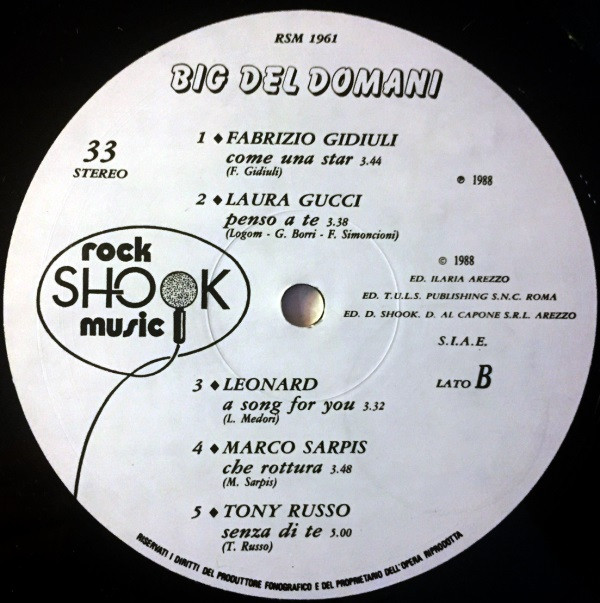 RSM 1961
BIG DEL DOMANI
33
STEREO
1 ♦ FABRIZIO GIDIULI
come una star 3.44
(F. Gidiuli)
℗ 1988
2 ♦ LAURA GUCCI
penso a te 3.38
(Logom - G. Borri - F. Simoncioni)
rock
SHOOK
music
© 1988
ED. ILARIA AREZZO
ED. T.U.L.S. PUBLISHING S.N.C. ROMA
ED. D. SHOOK. D. AL CAPONE S.R.L. AREZZO
S.I.A.E.
LATO B
3 ♦ LEONARD
a song for you 3.32
(L. Medori)
4 ♦ MARCO SARPIS
che rottura 3.48
(M. Sarpis)
5 ♦ TONY RUSSO
senza di te 5.00
(T. Russo)
RISERVATI I DIRITTI DEL PRODUTTORE FONOGRAFICO E DEL PROPRIETARIO DELL'OPERA RIPRODOTTA